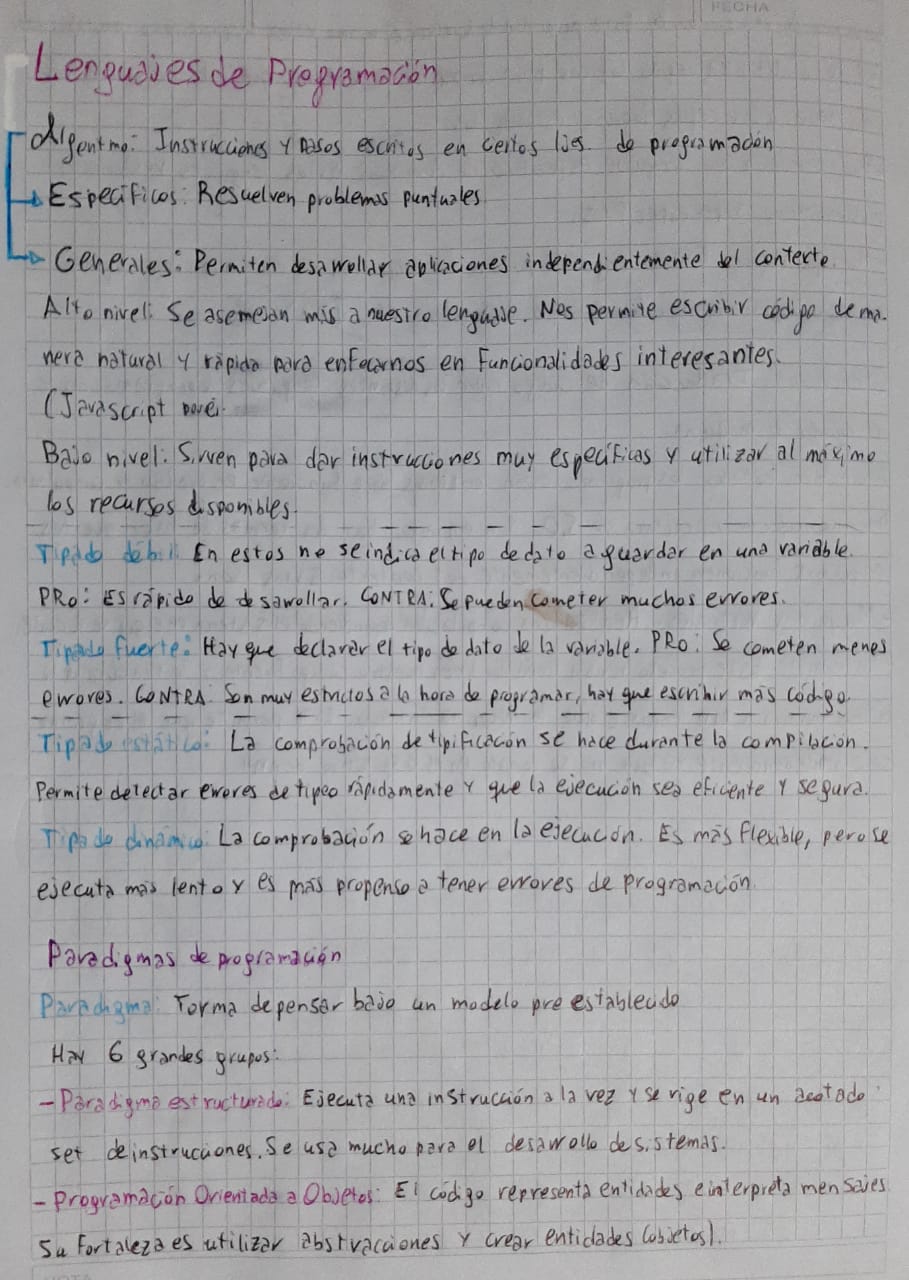 FECHA
Lenguajes de Programación
Algoritmo: Instrucciones y pasos escritos en ciertos ljes. de programación
Específicos: Resuelven problemas puntuales
Generales: Permiten desarrollar aplicaciones independientemente del contexto
Alto nivel: Se asemejan más a nuestro lenguaje. Nos permite escribir código de ma-
nera natural y rápida para enfocarnos en Funcionalidades interesantes.
(Javascript
Bajo nivel: Sirven para dar instrucciones muy específicas y utilizar al máximo
los recursos disponibles.
Tipado débil: En estos no se indica el tipo de dato a guardar en una variable.
PRO: Es rápido de desarrollar. CONTRA: Se pueden cometer muchos errores.
Tipado fuerte: Hay que declarar el tipo de dato de la variable. PRO: Se cometen menos
errores. CONTRA: Son muy estrictos a la hora de programar, hay que escribir más código.
Tipado estático: La comprobación de tipificación se hace durante la compilación.
Permite detectar errores de tipeo rápidamente y que la ejecución sea eficiente y segura.
Tipado dinámico: La comprobación se hace en la ejecución. Es más flexible, pero se
ejecuta más lento y es más propenso a tener errores de programación.
Paradigmas de programación
Paradigma: Forma de pensar bajo un modelo pre establecido
Hay 6 grandes grupos:
- Paradigma estructurado: Ejecuta una instrucción a la vez y se rige en un acotado
set de instrucciones. Se usa mucho para el desarrollo de sistemas.
- Programación Orientada a Objetos: El código representa entidades e interpreta mensajes
Su Fortaleza es utilizar abstracciones y crear entidades (objetos).